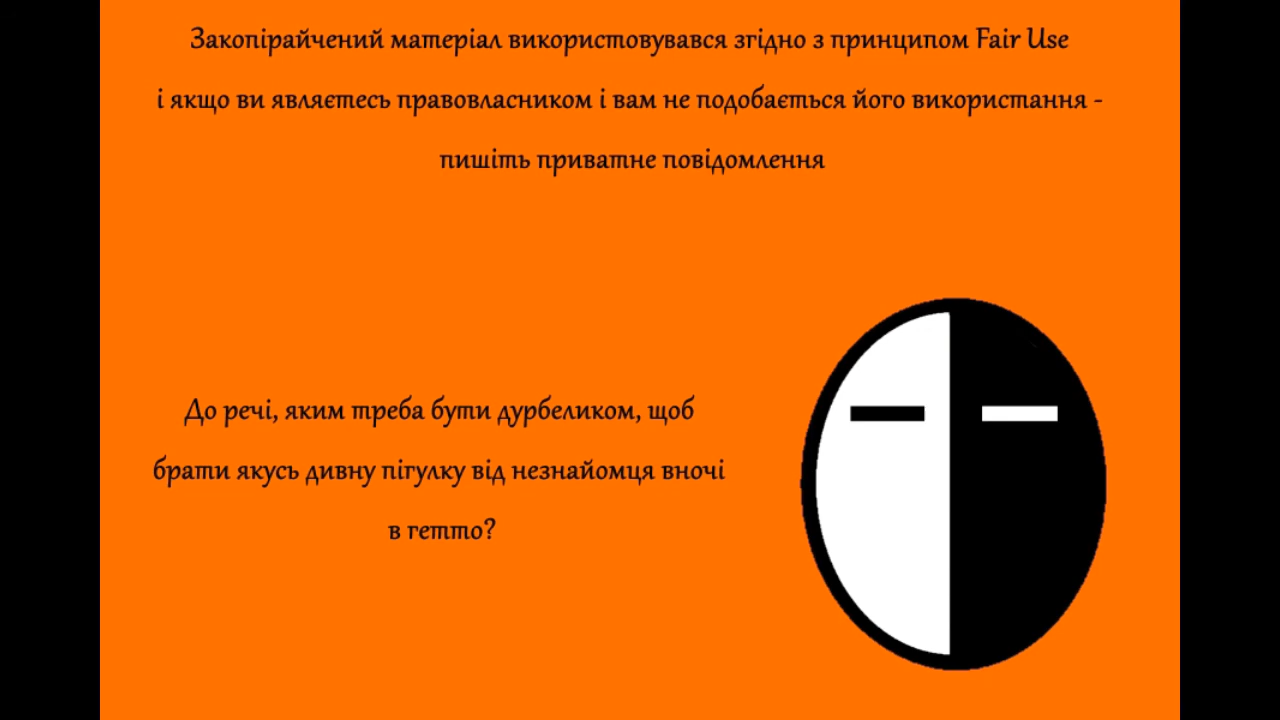 Закопірайчений матеріал використовувався згідно з принципом Fair Use
і якщо ви являєтесь правовласником і вам не подобається його використання -
пишіть приватне повідомлення
До речі, яким треба бути дурбеликом, щоб
брати якусь дивну пігулку від незнайомця вночі
в гетто?